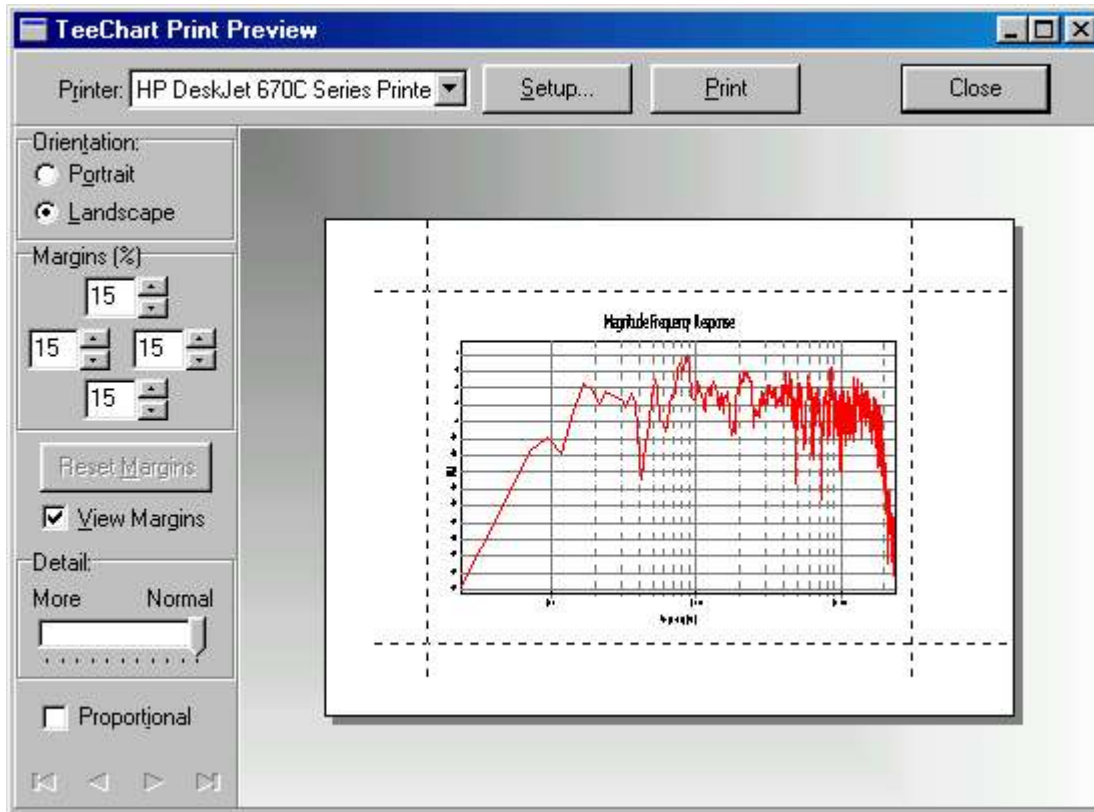 TeeChart Print Preview
Printer: HP DeskJet 670C Series Printe Setup... Print Close
Orientation:
Portrait
Landscape
Margins (%)
15
15 15
15
Reset Margins
View Margins
Detail:
More Normal
Proportional
Magnitude Frequency Response